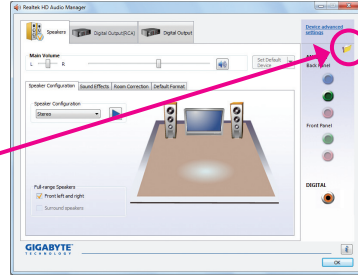 Realtek HD Audio Manager
Speakers
Digital Output(RCA)
Digital Output
Device advanced settings
Main Volume
L
R
Set Default Device
Back Panel
Speaker Configuration
Sound Effects
Room Correction
Default Format
Speaker Configuration
Stereo
Front Panel
Full-range Speakers
Front left and right
Surround speakers
DIGITAL
GIGABYTE
TECHNOLOGY
OK